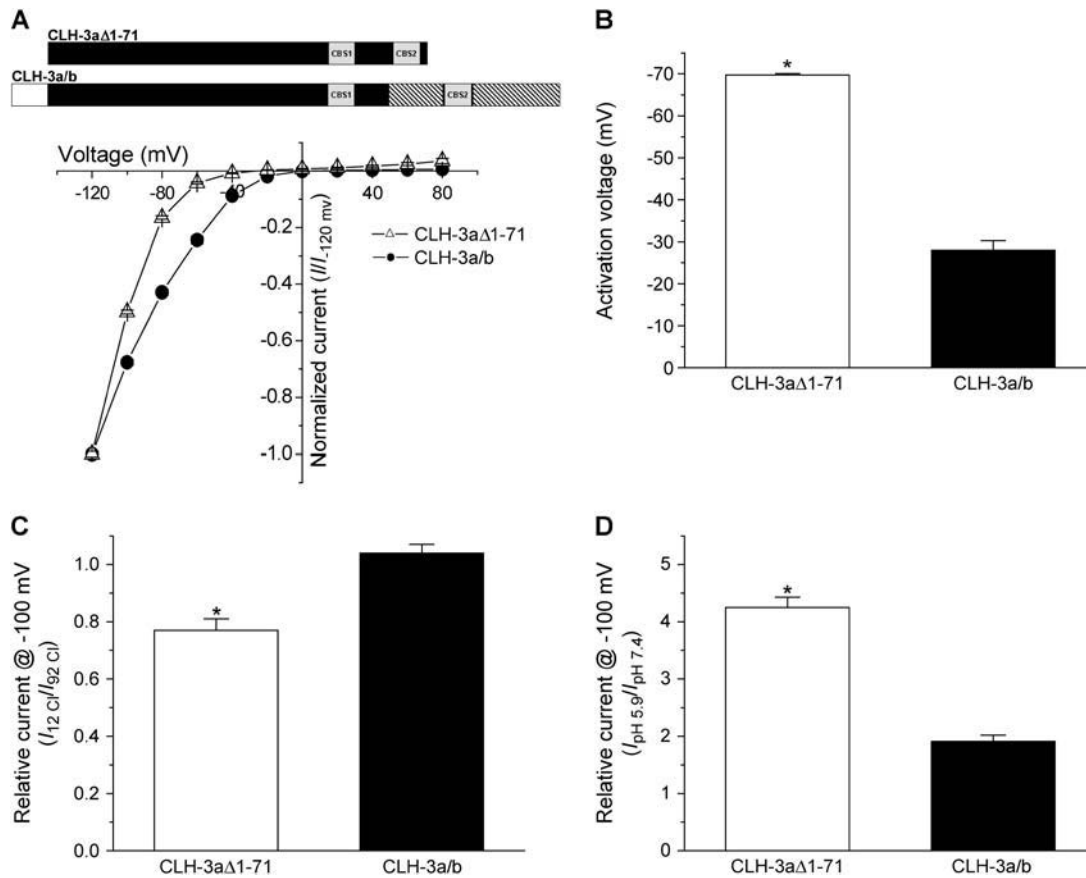 A
CLH-3aΔ1-71
CBS1 CBS2
CLH-3a/b
CBS1 CBS2
Voltage (mV)
-120 -80 -40 40 80
-0.2
-0.4
-0.6
-0.8
-1.0
Normalized current (I/I-120 mv)
CLH-3aΔ1-71
CLH-3a/b
B
Activation voltage (mV)
-70
-60
-50
-40
-30
-20
-10
0
*
CLH-3aΔ1-71 CLH-3a/b
C
Relative current @ -100 mV
(I12 Cl/I92 Cl)
1.0
0.8
0.6
0.4
0.2
0.0
*
CLH-3aΔ1-71 CLH-3a/b
D
Relative current @ -100 mV
(IpH 5.9/IpH 7.4)
5
4
3
2
1
0
*
CLH-3aΔ1-71 CLH-3a/b